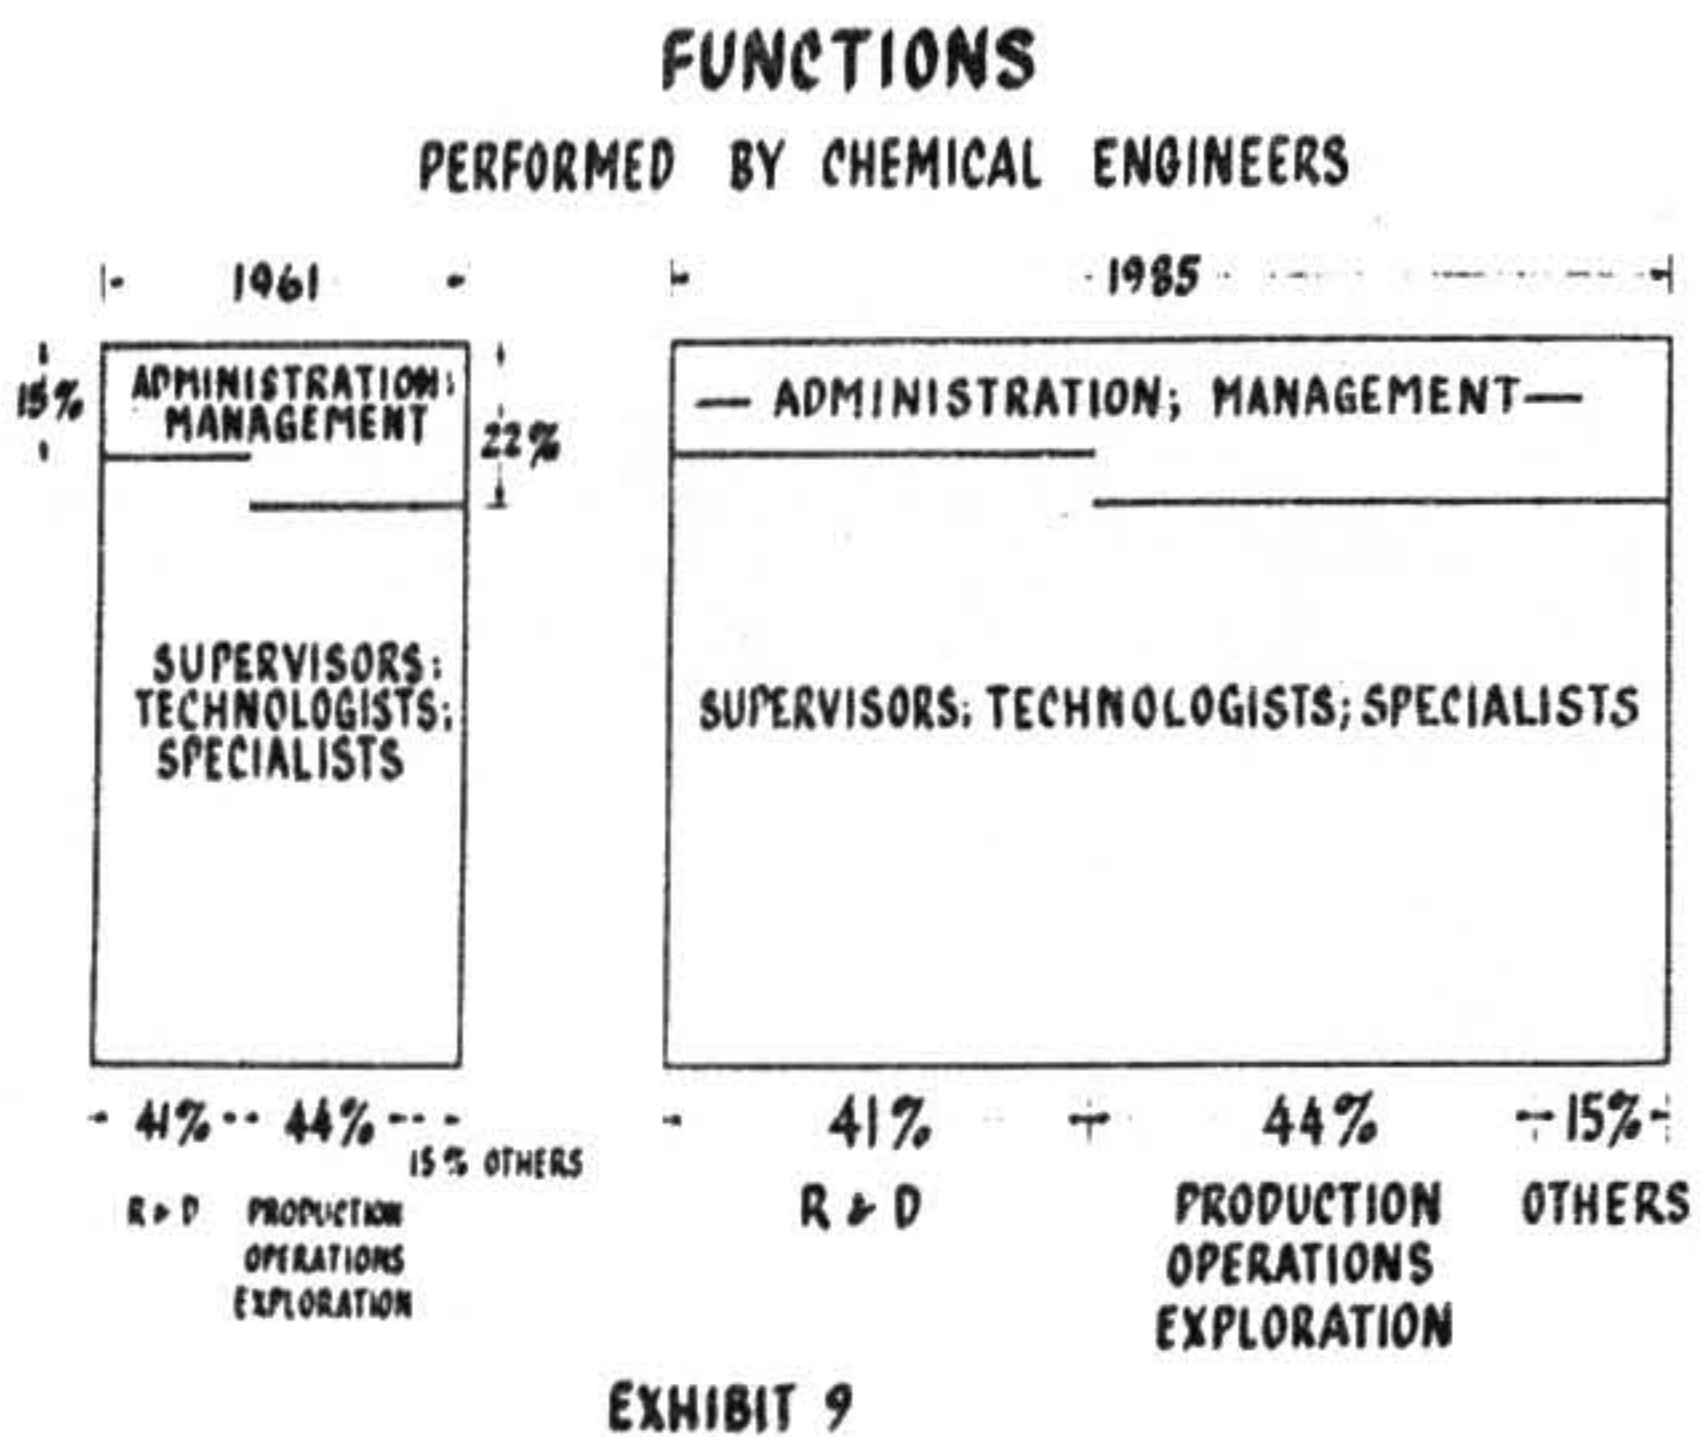 FUNCTIONS
PERFORMED BY CHEMICAL ENGINEERS
1961
1985
15%
ADMINISTRATION;
MANAGEMENT
22%
— ADMINISTRATION; MANAGEMENT —
SUPERVISORS;
TECHNOLOGISTS;
SPECIALISTS
SUPERVISORS; TECHNOLOGISTS; SPECIALISTS
41% 44%
15% OTHERS
R & D PRODUCTION
OPERATIONS
EXPLORATION
41% 44% 15%
R & D PRODUCTION OTHERS
OPERATIONS
EXPLORATION
EXHIBIT 9